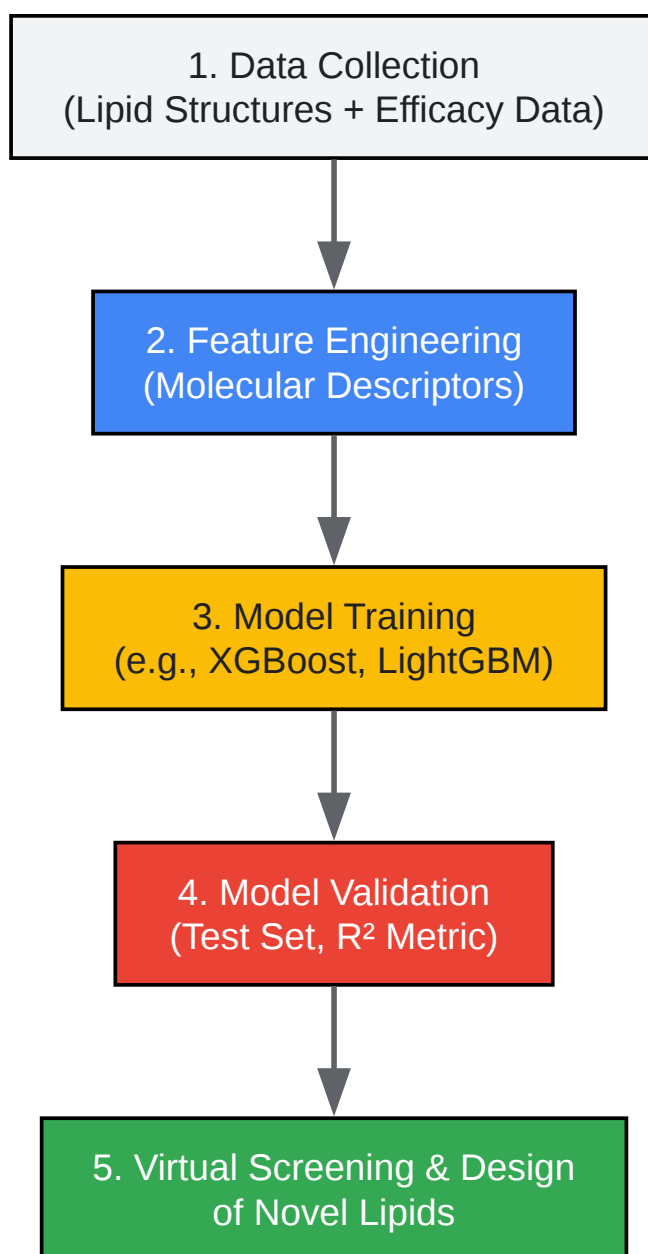 1. Data Collection
(Lipid Structures + Efficacy Data)
2. Feature Engineering
(Molecular Descriptors)
3. Model Training
(e.g., XGBoost, LightGBM)
4. Model Validation
(Test Set, R² Metric)
5. Virtual Screening & Design
of Novel Lipids